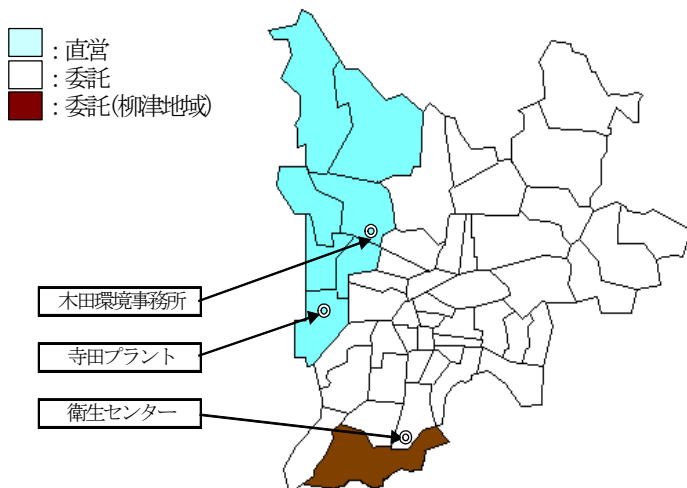 ：直営
：委託
：委託(柳津地域)
木田環境事務所
寺田プラント
衛生センター